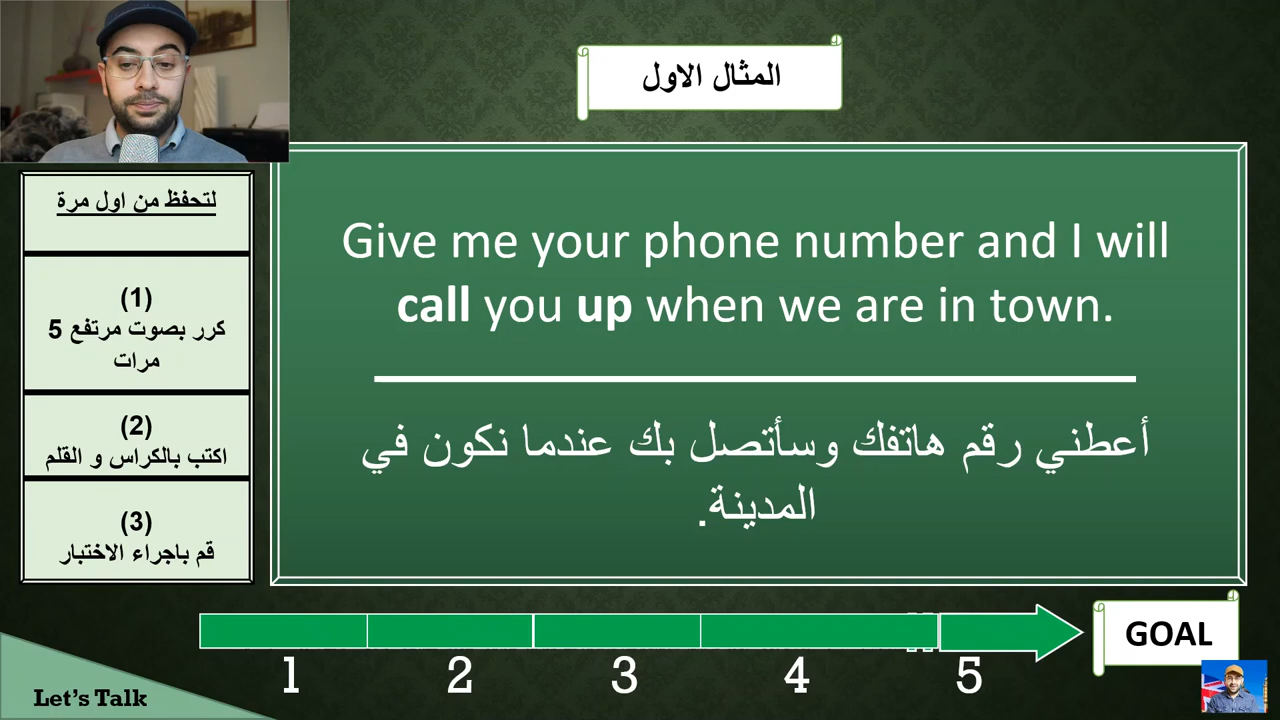 المثال الاول
Give me your phone number and I will
call you up when we are in town.
أعطني رقم هاتفك وسأتصل بك عندما نكون في
المدينة.
لتحفظ من اول مرة
(1)
كرر بصوت مرتفع 5
مرات
(2)
اكتب بالكراس و القلم
(3)
قم باجراء الاختبار
1 2 3 4 5
GOAL
Let's Talk